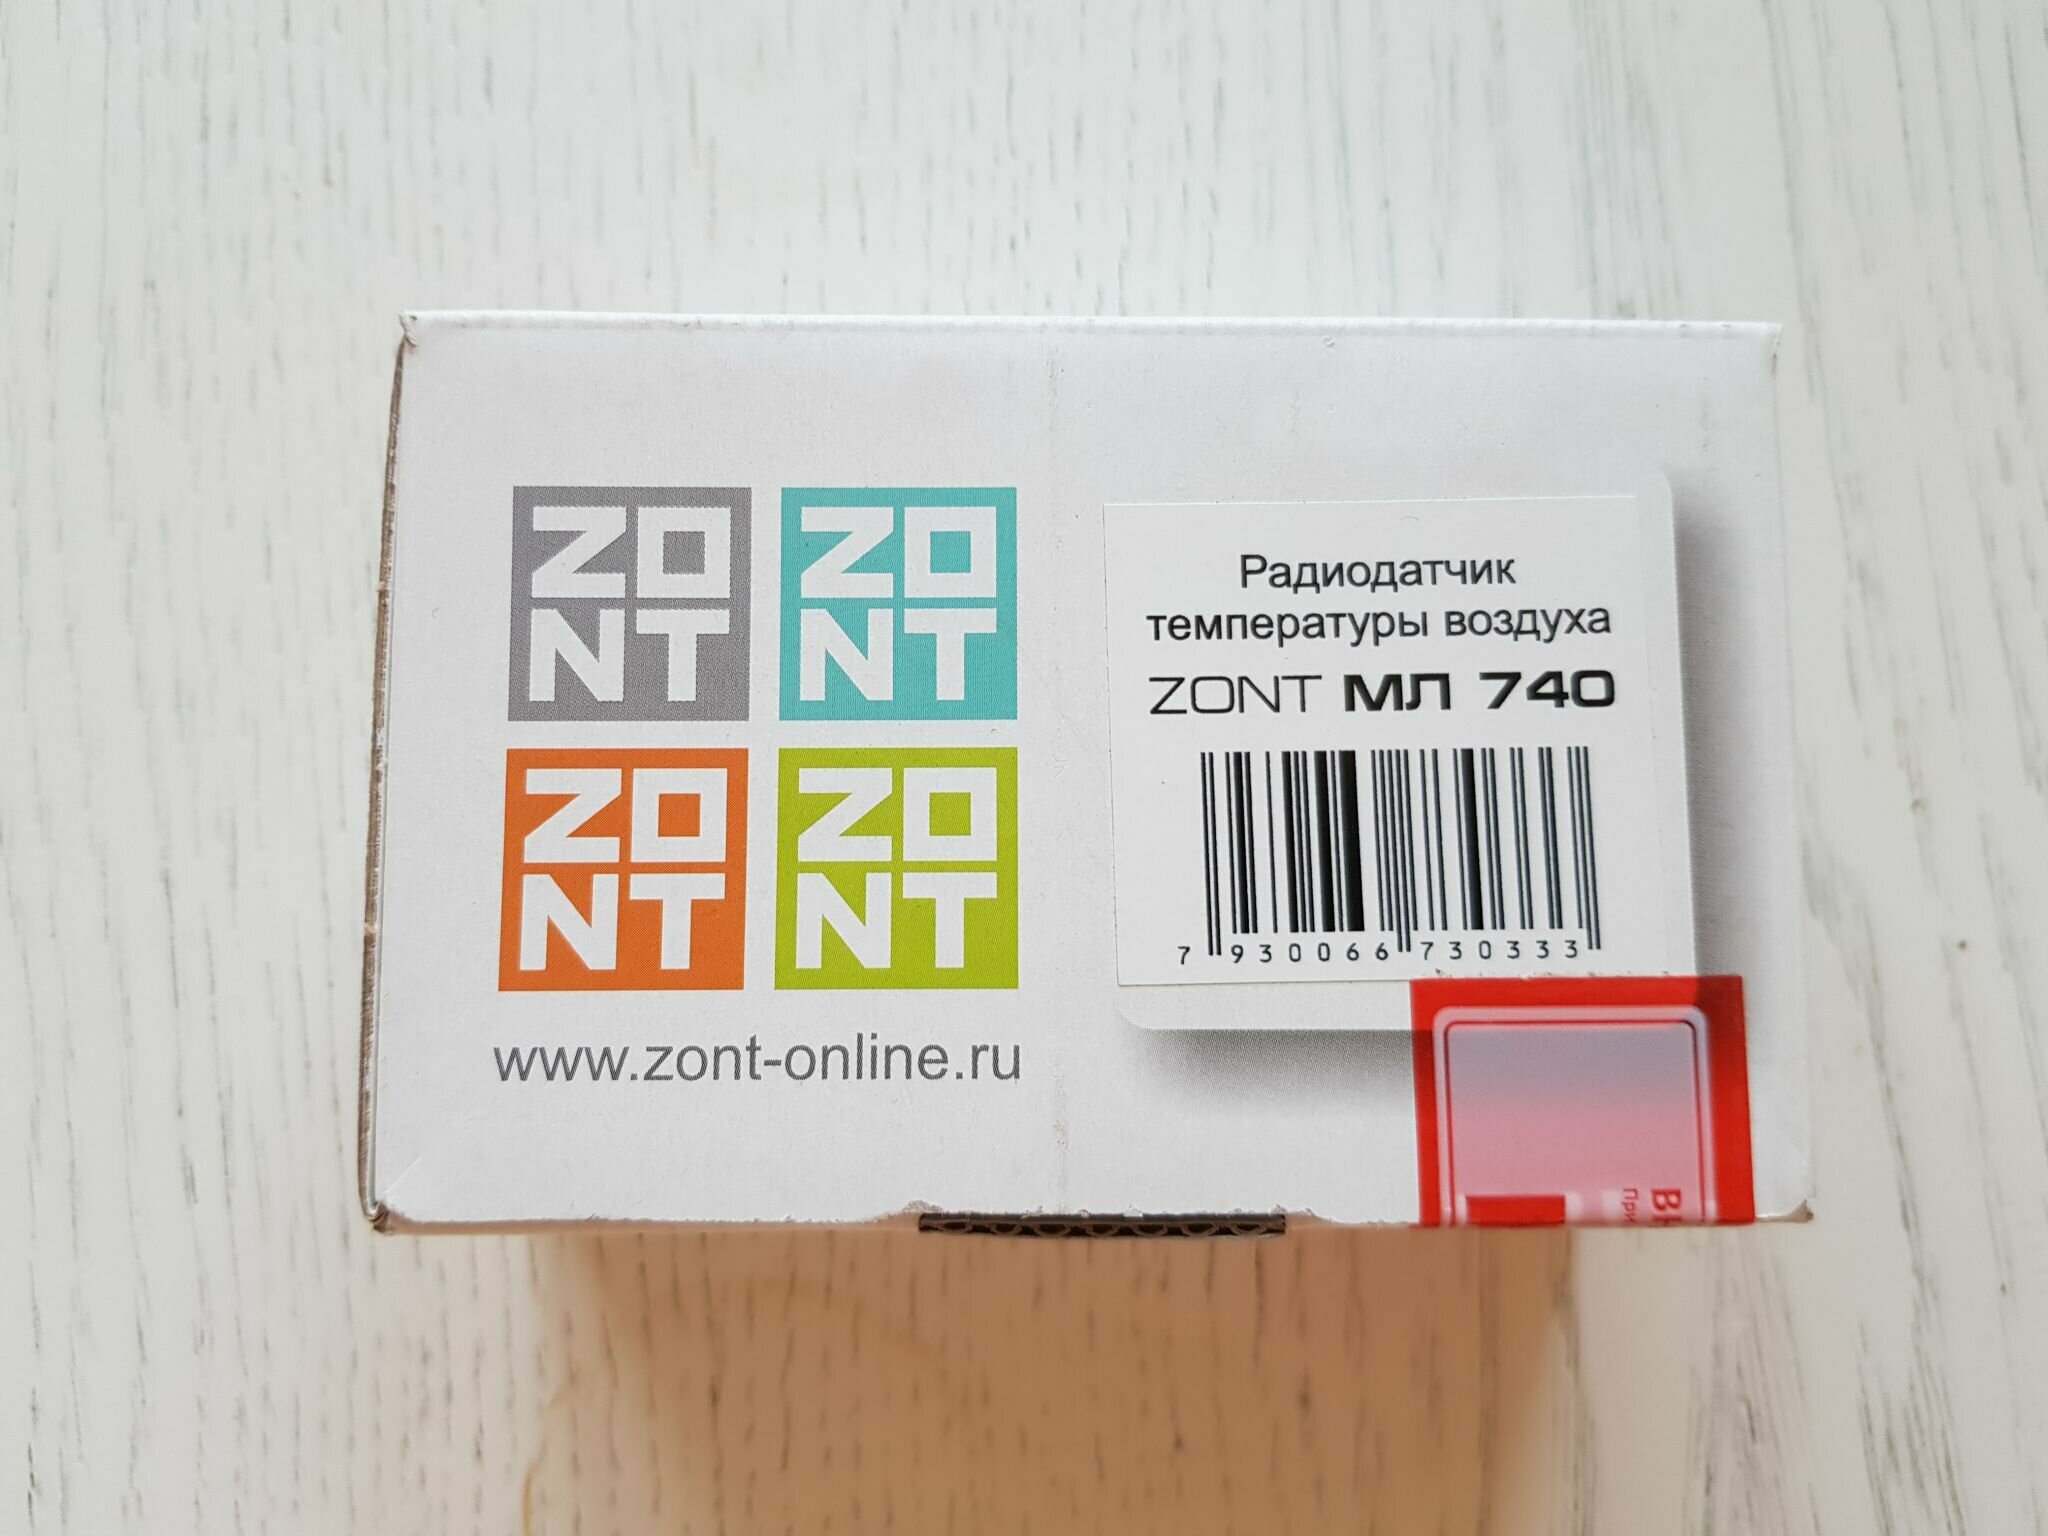 ZO ZO
NT NT
ZO ZO
NT NT
www.zont-online.ru
Радиодатчик
температуры воздуха
ZONT МЛ 740
7 930066 730333